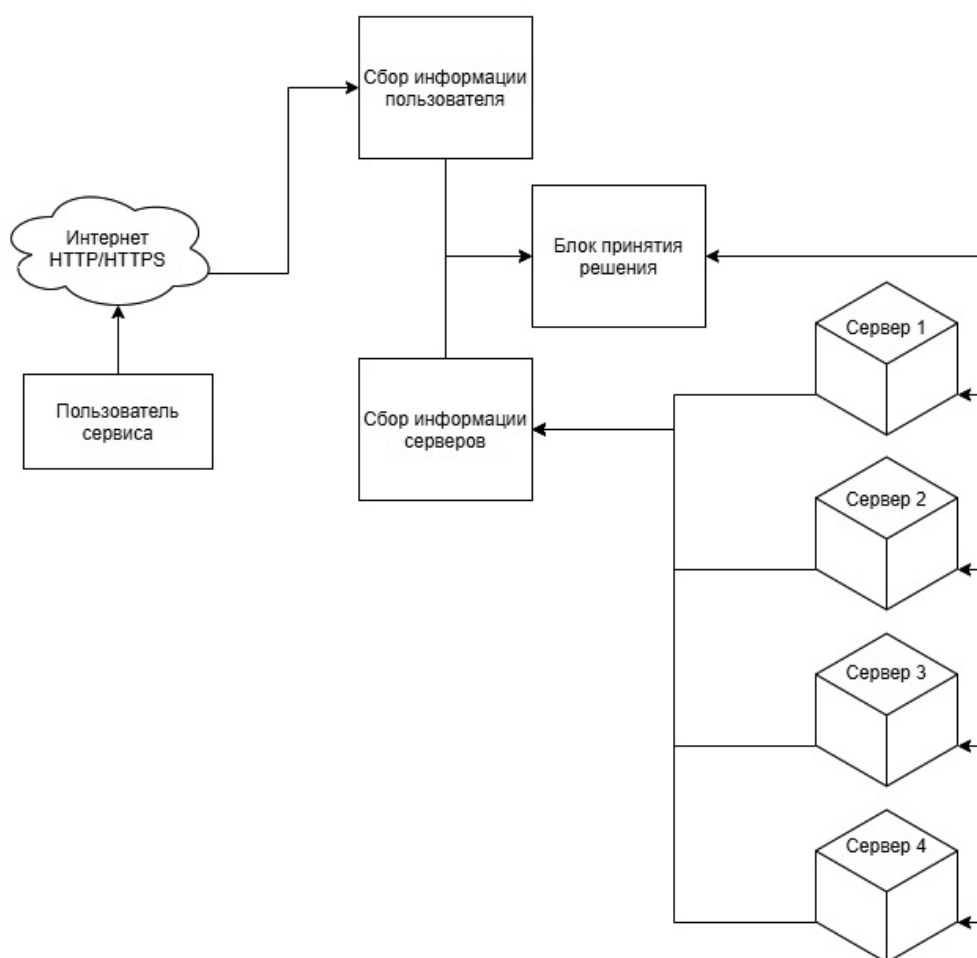 Сбор информации
пользователя
Интернет
HTTP/HTTPS
Блок принятия
решения
Сервер 1
Пользователь
сервиса
Сбор информации
серверов
Сервер 2
Сервер 3
Сервер 4